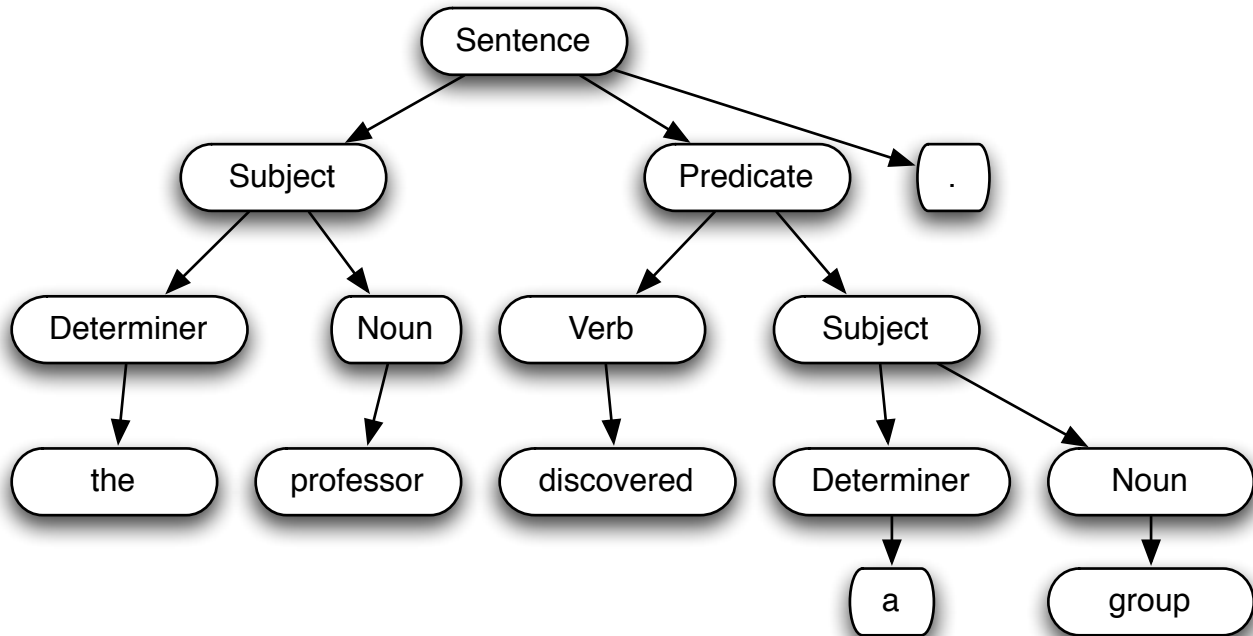 Sentence
Subject Predicate .
Determiner Noun Verb Subject
the professor discovered Determiner Noun
a group